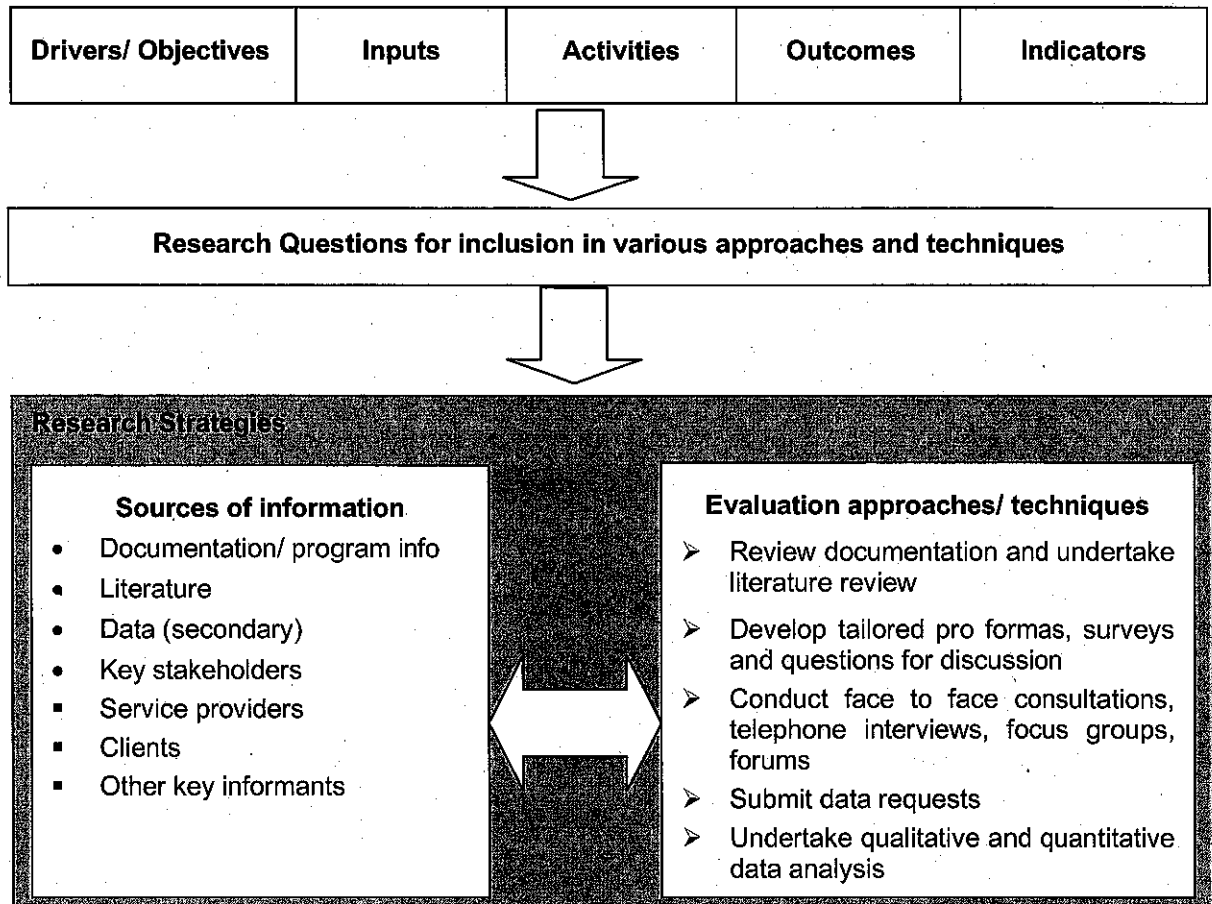 Drivers/ Objectives
Inputs
Activities
Outcomes
Indicators
Research Questions for inclusion in various approaches and techniques
Research Strategies
Sources of information
• Documentation/ program info
• Literature
• Data (secondary)
• Key stakeholders
▪ Service providers
▪ Clients
▪ Other key informants
Evaluation approaches/ techniques
➢ Review documentation and undertake
literature review
➢ Develop tailored pro formas, surveys
and questions for discussion
➢ Conduct face to face consultations,
telephone interviews, focus groups,
forums
➢ Submit data requests
➢ Undertake qualitative and quantitative
data analysis